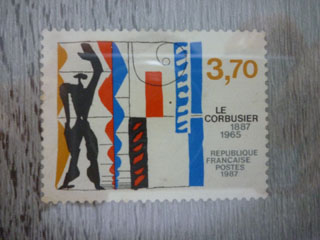 3,70
LE
CORBUSIER
1887
1965
REPUBLIQUE
FRANCAISE
POSTES
1987